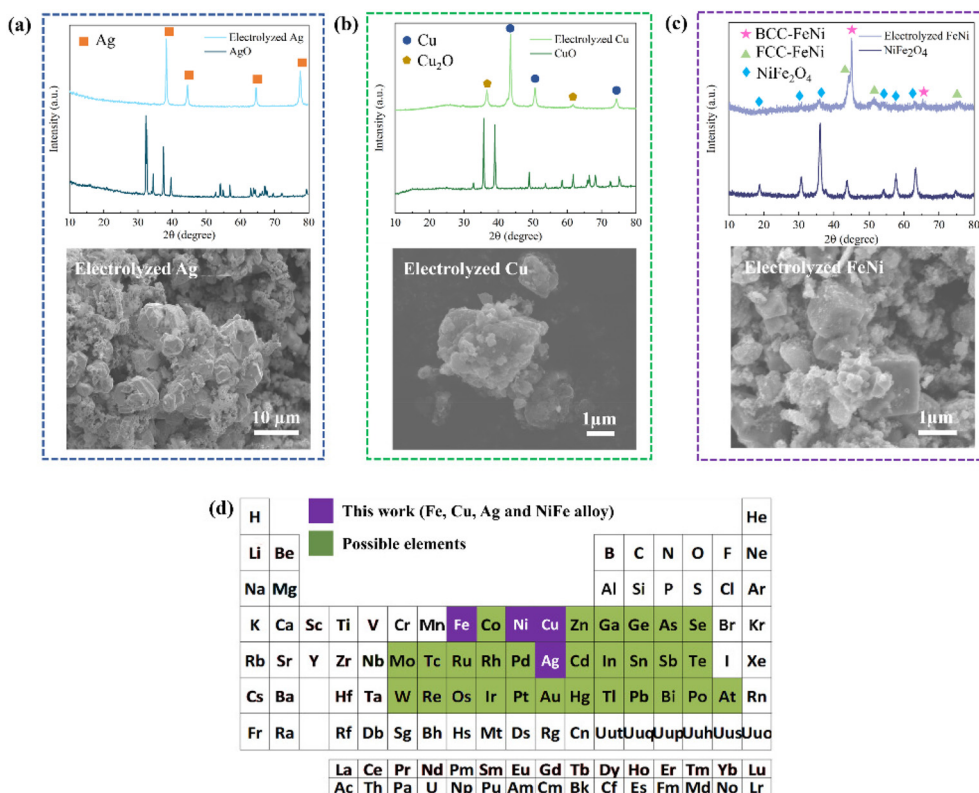 (a)
Ag
Electrolyzed Ag
AgO
Intensity (a.u.)
10 20 30 40 50 60 70 80
2θ (degree)
Electrolyzed Ag
10 µm
(b)
Cu
Cu₂O
Electrolyzed Cu
CuO
Intensity (a.u.)
10 20 30 40 50 60 70 80
2θ (degree)
Electrolyzed Cu
1µm
(c)
BCC-FeNi
FCC-FeNi
NiFe₂O₄
Electrolyzed FeNi
NiFe₂O₄
Intensity (a.u.)
10 20 30 40 50 60 70 80
2θ (degree)
Electrolyzed FeNi
1µm
(d)
This work (Fe, Cu, Ag and NiFe alloy)
Possible elements
H He
Li Be B C N O F Ne
Na Mg Al Si P S Cl Ar
K Ca Sc Ti V Cr Mn Fe Co Ni Cu Zn Ga Ge As Se Br Kr
Rb Sr Y Zr Nb Mo Tc Ru Rh Pd Ag Cd In Sn Sb Te I Xe
Cs Ba Hf Ta W Re Os Ir Pt Au Hg Tl Pb Bi Po At Rn
Fr Ra Rf Db Sg Bh Hs Mt Ds Rg Cn Uut Uuq Uup Uuh Uus Uuo
La Ce Pr Nd Pm Sm Eu Gd Tb Dy Ho Er Tm Yb Lu
Ac Th Pa U Np Pu Am Cm Bk Cf Es Fm Md No Lr